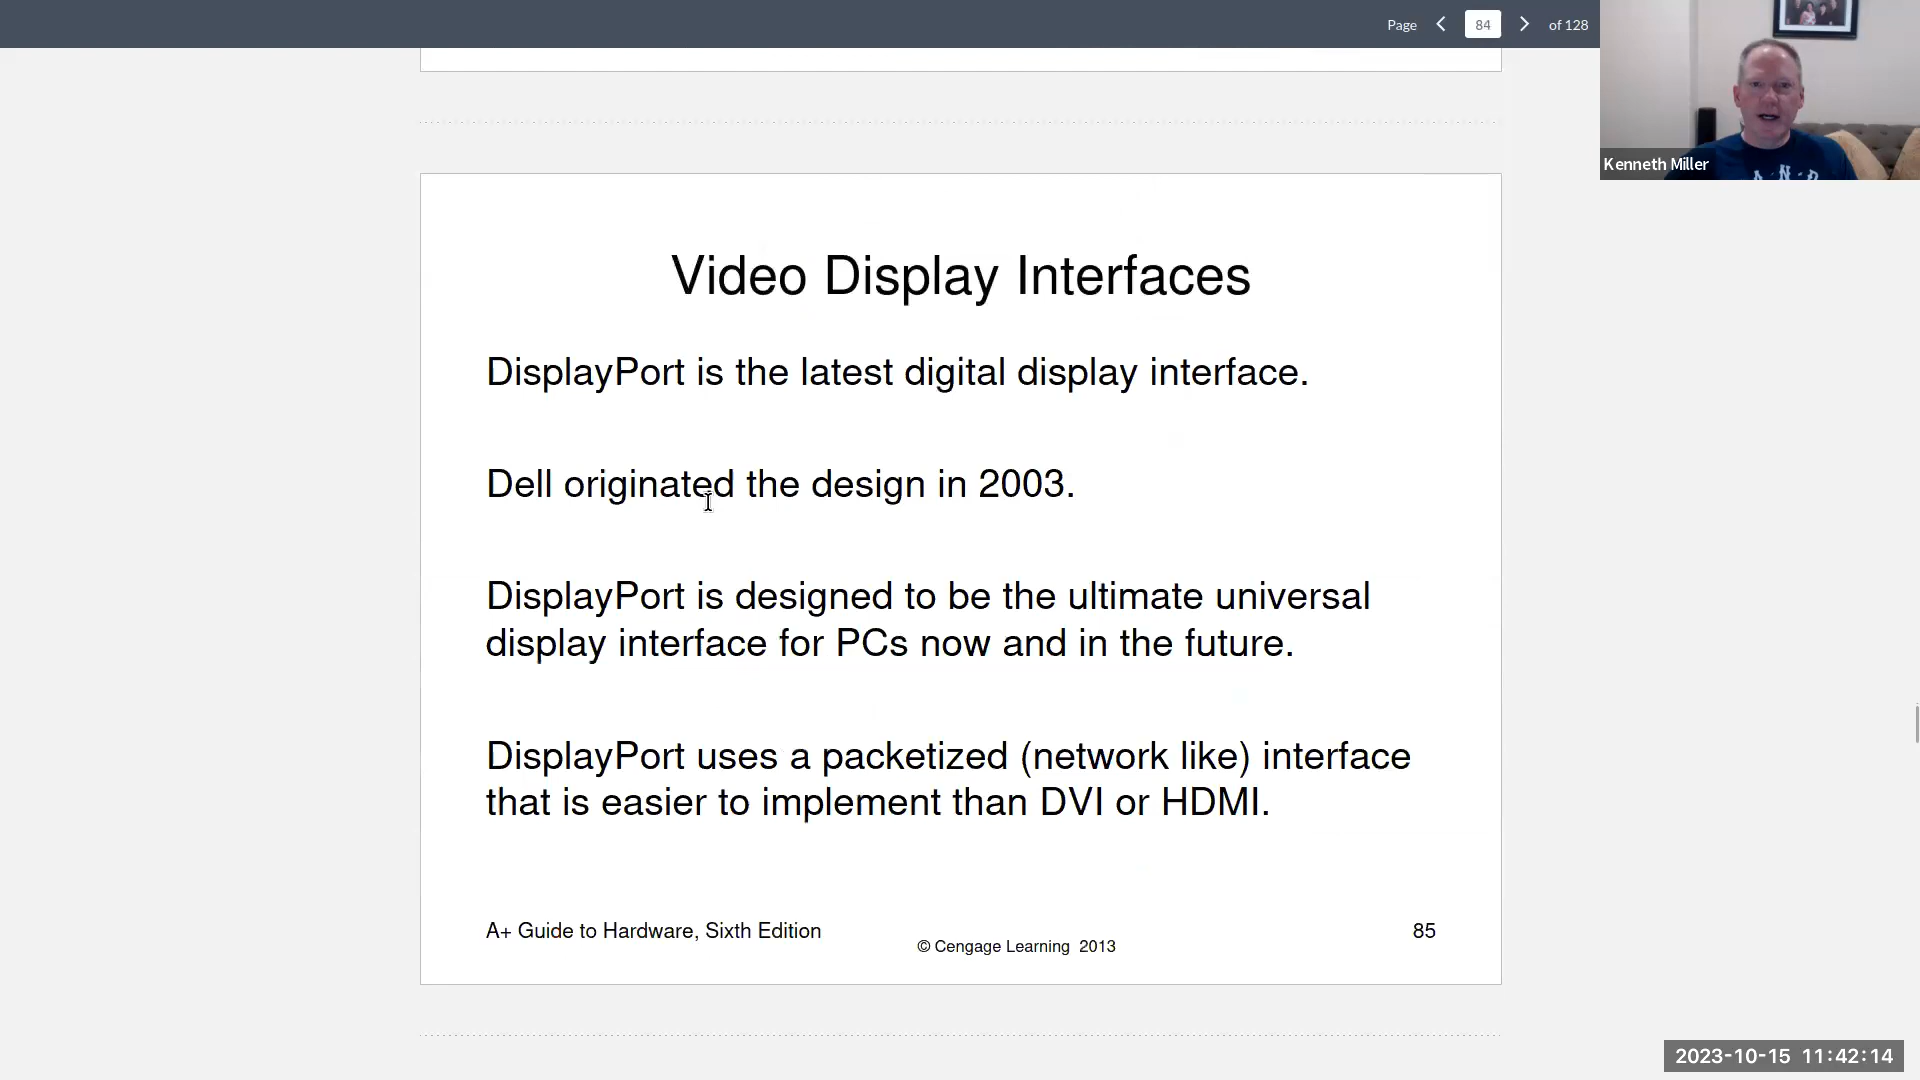 Page 84 of 128
Kenneth Miller
Video Display Interfaces
DisplayPort is the latest digital display interface.
Dell originated the design in 2003.
DisplayPort is designed to be the ultimate universal
display interface for PCs now and in the future.
DisplayPort uses a packetized (network like) interface
that is easier to implement than DVI or HDMI.
A+ Guide to Hardware, Sixth Edition
© Cengage Learning 2013
85
2023-10-15 11:42:14